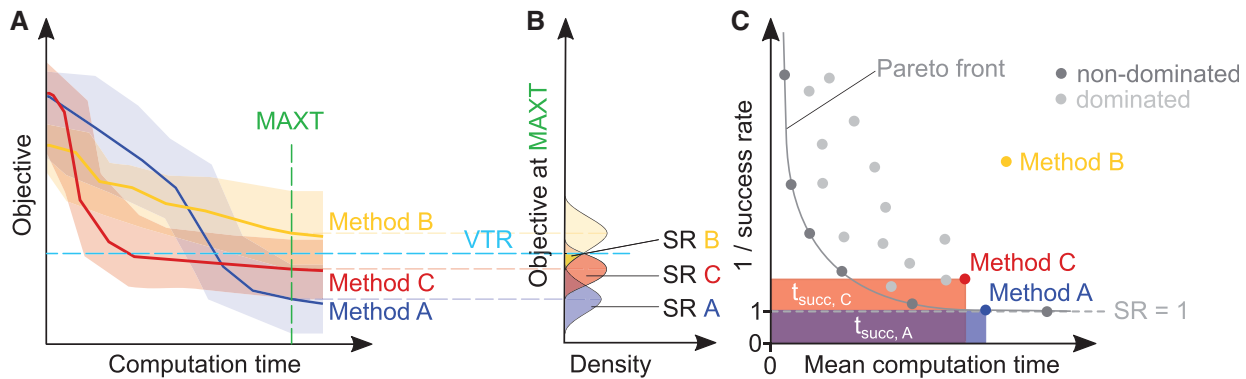 A
Objective
Computation time
MAXT
Method B
Method C
Method A
VTR
B
Objective at MAXT
Density
SR B
SR C
SR A
C
1 / success rate
Pareto front
non-dominated
dominated
Method B
Method C
Method A
t_succ, C
t_succ, A
SR = 1
1
0
0
Mean computation time